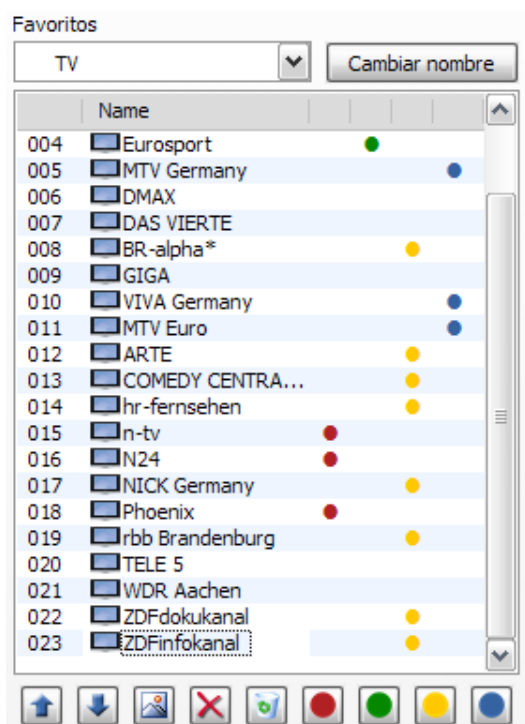 Favoritos
TV Cambiar nombre
Name
004 Eurosport
005 MTV Germany
006 DMAX
007 DAS VIERTE
008 BR-alpha*
009 GIGA
010 VIVA Germany
011 MTV Euro
012 ARTE
013 COMEDY CENTRA...
014 hr-fernsehen
015 n-tv
016 N24
017 NICK Germany
018 Phoenix
019 rbb Brandenburg
020 TELE 5
021 WDR Aachen
022 ZDFdokukanal
023 ZDFinfokanal